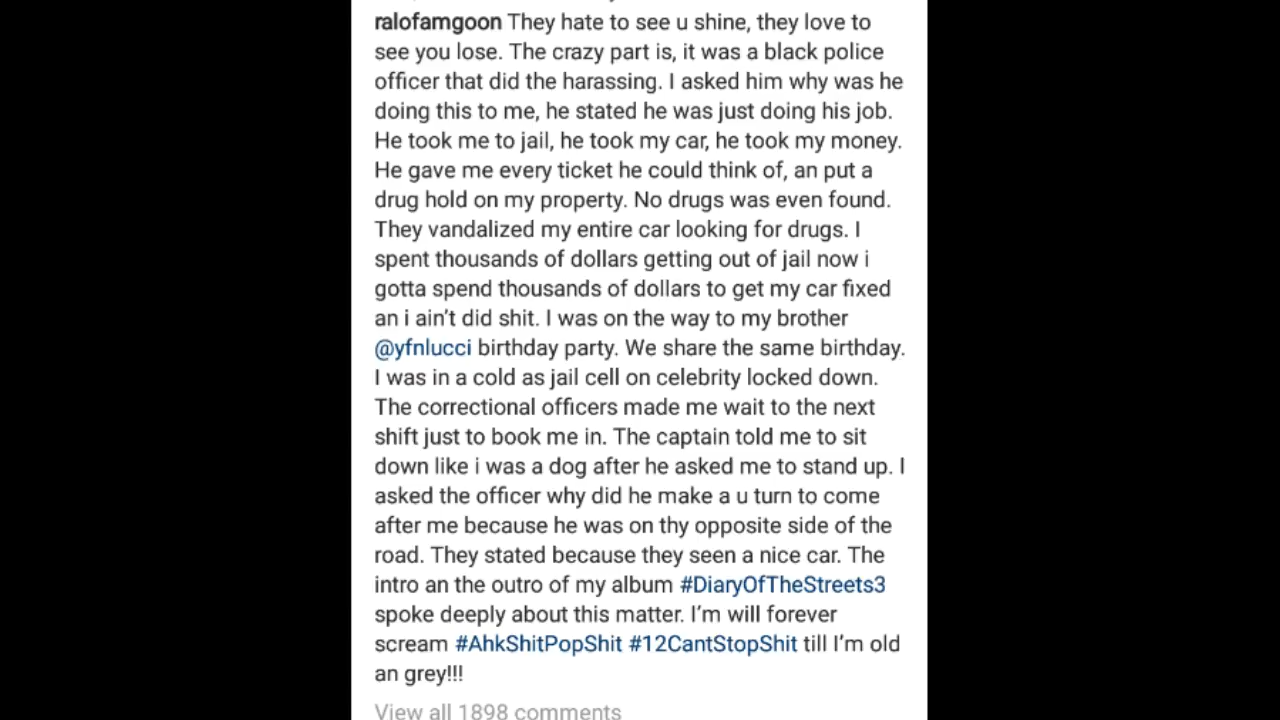 ralofamgoon They hate to see u shine, they love to
see you lose. The crazy part is, it was a black police
officer that did the harassing. I asked him why was he
doing this to me, he stated he was just doing his job.
He took me to jail, he took my car, he took my money.
He gave me every ticket he could think of, an put a
drug hold on my property. No drugs was even found.
They vandalized my entire car looking for drugs. I
spent thousands of dollars getting out of jail now i
gotta spend thousands of dollars to get my car fixed
an i ain't did shit. I was on the way to my brother
@yfnlucci birthday party. We share the same birthday.
I was in a cold as jail cell on celebrity locked down.
The correctional officers made me wait to the next
shift just to book me in. The captain told me to sit
down like i was a dog after he asked me to stand up. I
asked the officer why did he make a u turn to come
after me because he was on thy opposite side of the
road. They stated because they seen a nice car. The
intro an the outro of my album #DiaryOfTheStreets3
spoke deeply about this matter. I'm will forever
scream #AhkShitPopShit #12CantStopShit till I'm old
an grey!!!
View all 1898 comments